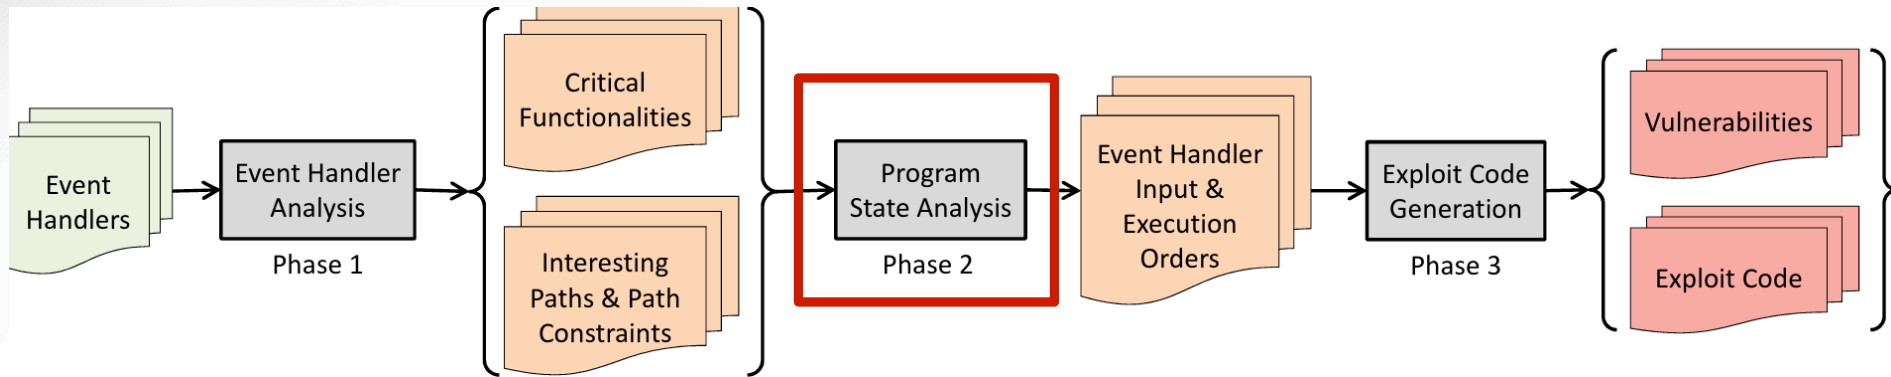 Event
Handlers
Event Handler
Analysis
Phase 1
Critical
Functionalities
Interesting
Paths & Path
Constraints
Program
State Analysis
Phase 2
Event Handler
Input &
Execution
Orders
Exploit Code
Generation
Phase 3
Vulnerabilities
Exploit Code